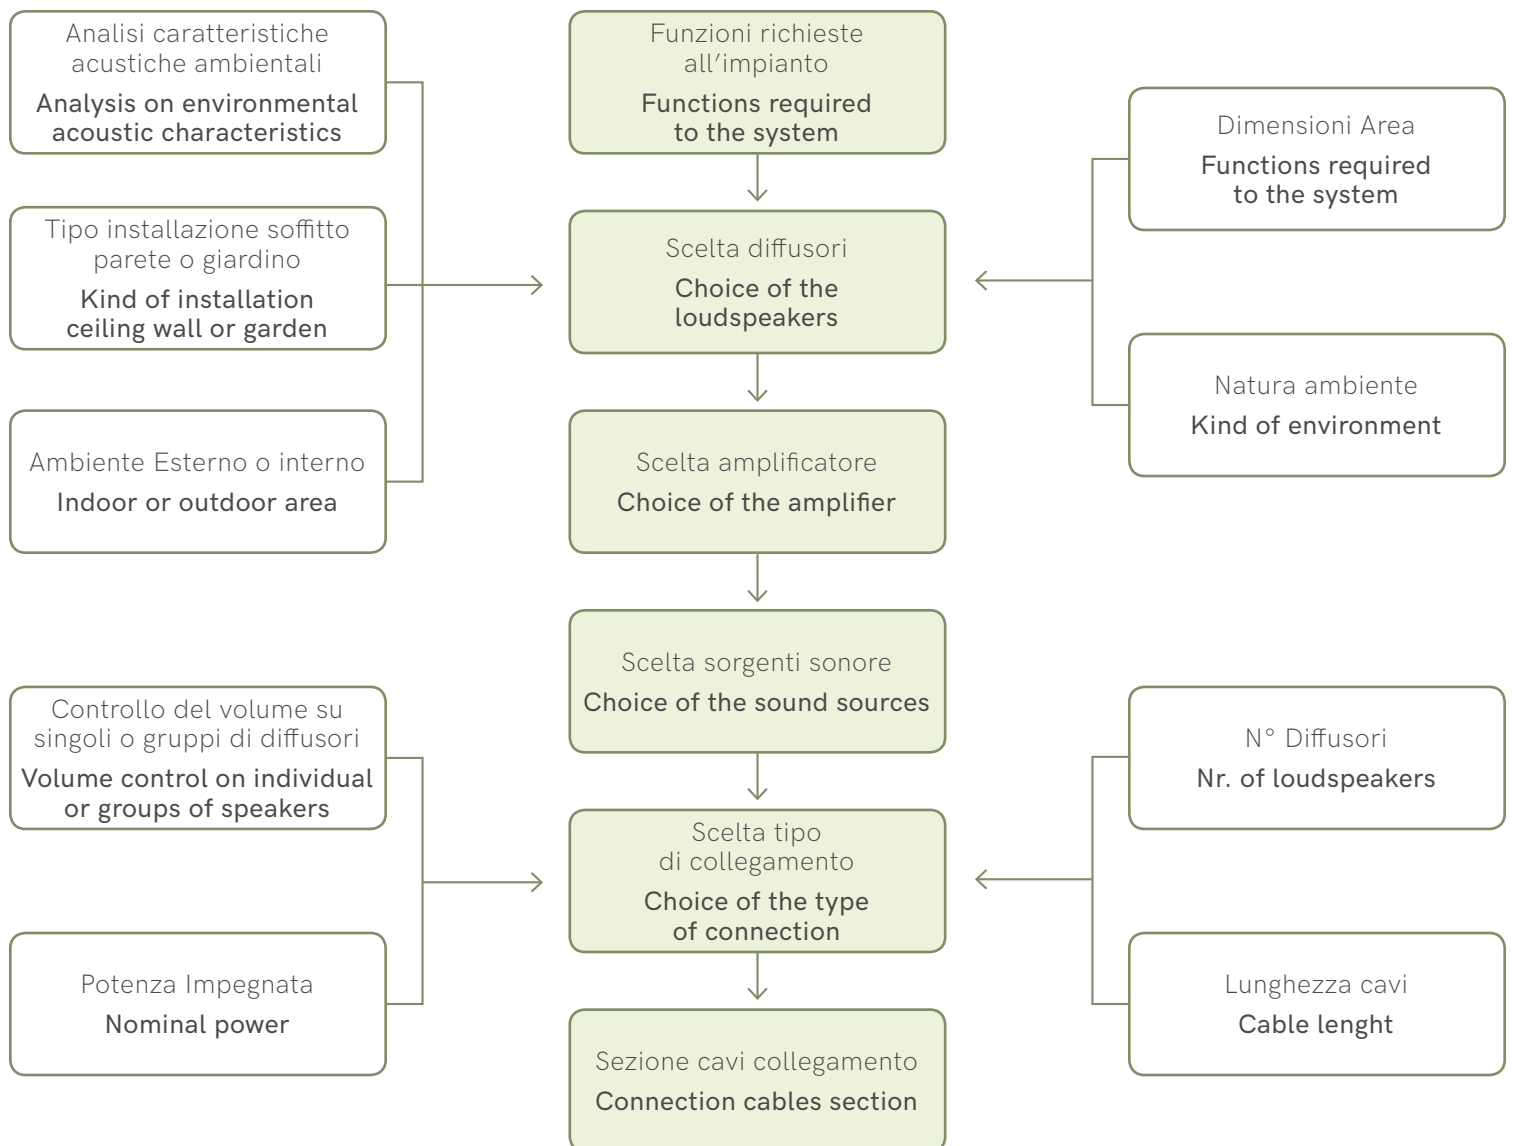 Analisi caratteristiche
acustiche ambientali
Analysis on environmental
acoustic characteristics
Funzioni richieste
all’impianto
Functions required
to the system
Dimensioni Area
Functions required
to the system
Tipo installazione soffitto
parete o giardino
Kind of installation
ceiling wall or garden
Scelta diffusori
Choice of the
loudspeakers
Natura ambiente
Kind of environment
Ambiente Esterno o interno
Indoor or outdoor area
Scelta amplificatore
Choice of the amplifier
Scelta sorgenti sonore
Choice of the sound sources
Controllo del volume su
singoli o gruppi di diffusori
Volume control on individual
or groups of speakers
N° Diffusori
Nr. of loudspeakers
Scelta tipo
di collegamento
Choice of the type
of connection
Potenza Impegnata
Nominal power
Lunghezza cavi
Cable lenght
Sezione cavi collegamento
Connection cables section